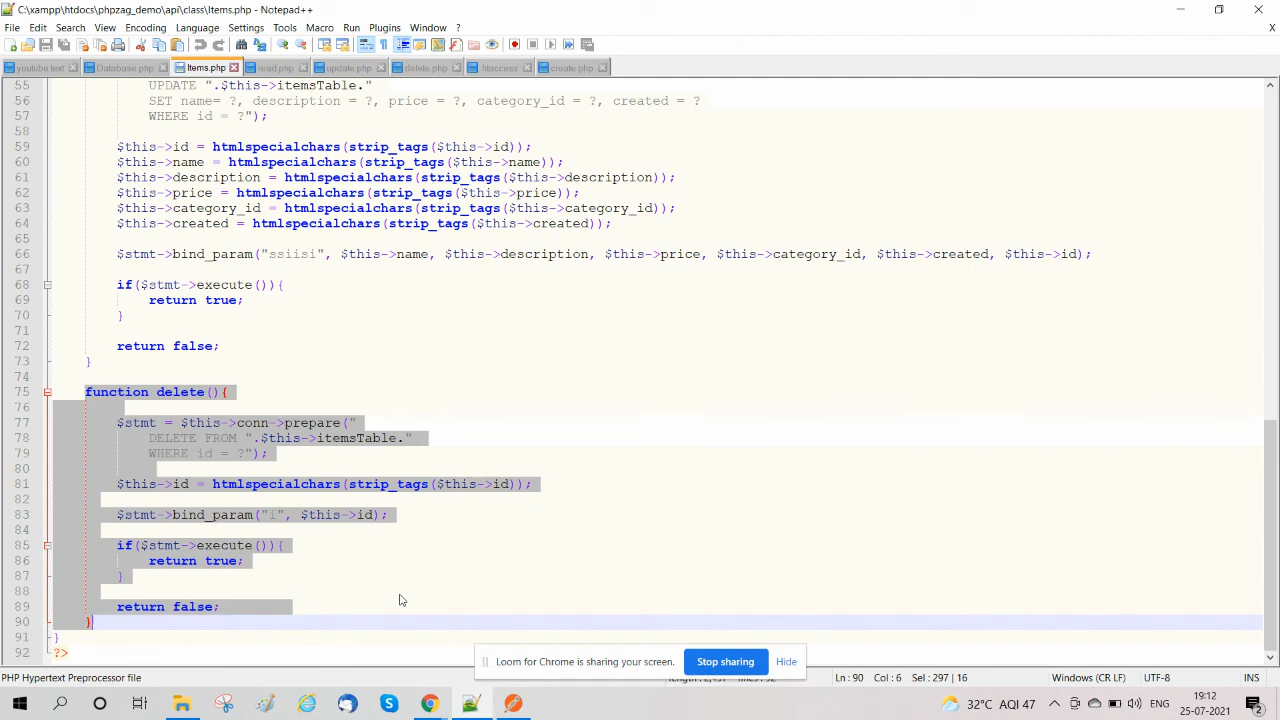 C:\xampp\htdocs\phpzag_demo\api\class\Items.php - Notepad++
File Edit Search View Encoding Language Settings Tools Macro Run Plugins Window ?
X
youtube text Database.php Items.php read.php update.php delete.php .htaccess create.php
55 UPDATE ".$this->itemsTable."
56 SET name= ?, description = ?, price = ?, category_id = ?, created = ?
57 WHERE id = ?");
58
59 $this->id = htmlspecialchars(strip_tags($this->id));
60 $this->name = htmlspecialchars(strip_tags($this->name));
61 $this->description = htmlspecialchars(strip_tags($this->description));
62 $this->price = htmlspecialchars(strip_tags($this->price));
63 $this->category_id = htmlspecialchars(strip_tags($this->category_id));
64 $this->created = htmlspecialchars(strip_tags($this->created));
65
66 $stmt->bind_param("ssiisi", $this->name, $this->description, $this->price, $this->category_id, $this->created, $this->id);
67
68 if($stmt->execute()){
69 return true;
70 }
71
72 return false;
73 }
74
75 function delete(){
76
77 $stmt = $this->conn->prepare("
78 DELETE FROM ".$this->itemsTable."
79 WHERE id = ?");
80
81 $this->id = htmlspecialchars(strip_tags($this->id));
82
83 $stmt->bind_param("i", $this->id);
84
85 if($stmt->execute()){
86 return true;
87 }
88
89 return false;
90 }
91 }
92 ?>
Loom for Chrome is sharing your screen. Stop sharing Hide
PHP Hypertext Preprocessor file Ln : 90 Col : 6 Sel : 297 | 16 Windows (CR LF) UTF-8 INS
32°C AQI 47 ENG 19:12
US 25-07-2021
2